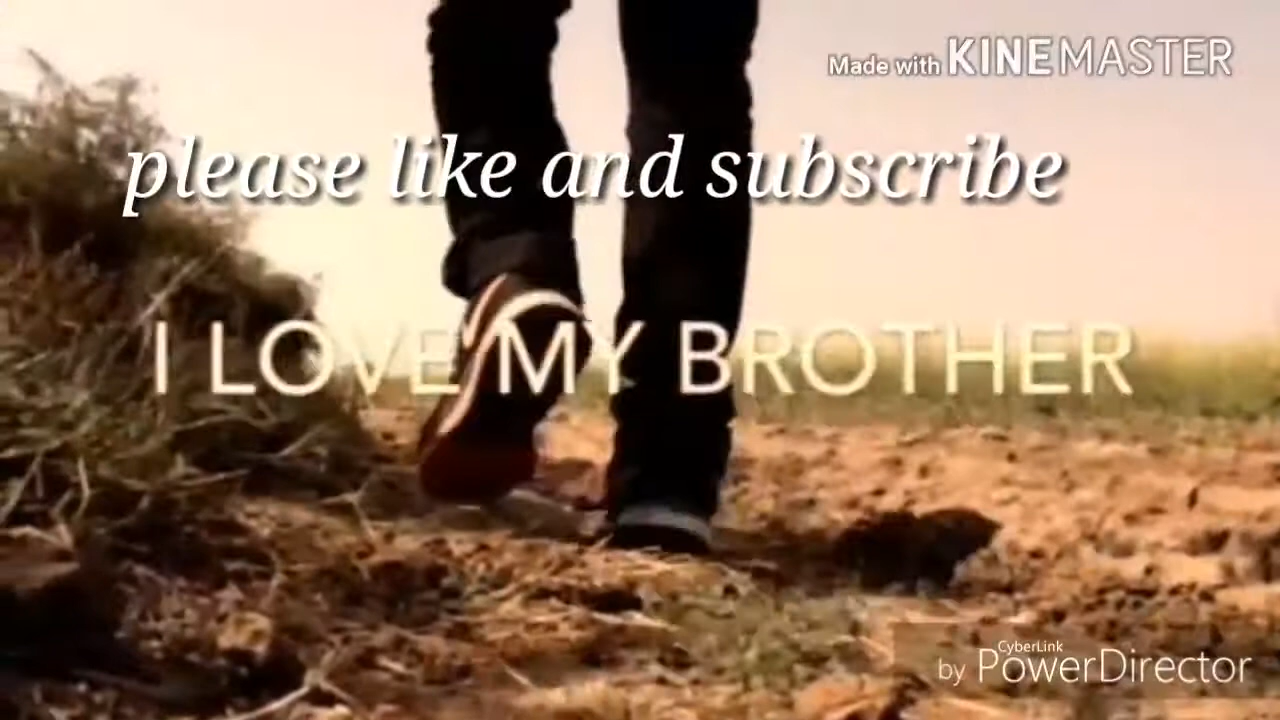 Made with KINEMASTER
please like and subscribe
I LOVE MY BROTHER
CyberLink
by PowerDirector